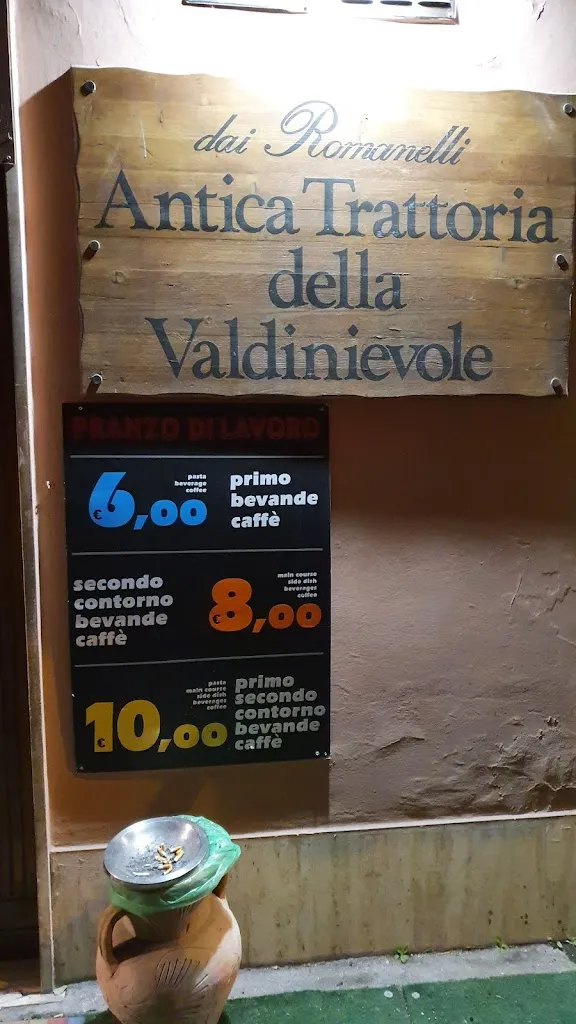 dai Romanelli
Antica Trattoria
della
Valdinievole
PRANZO DI LAVORO
€6,00
pasta
beverage
coffee
primo
bevande
caffè
secondo
contorno
bevande
caffè
€8,00
main course
side dish
beverages
coffee
€10,00
pasta
main course
side dish
beverages
coffee
primo
secondo
contorno
bevande
caffè